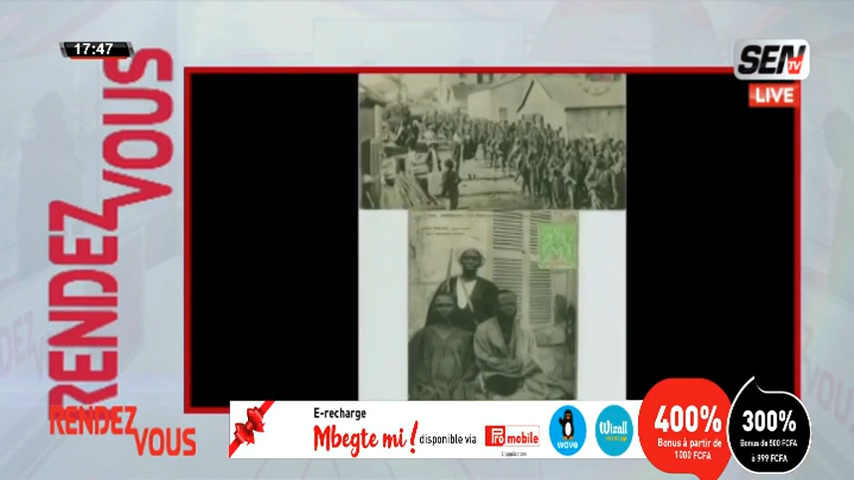 17:47
SEN
TV
LIVE
RENDEZ
VOUS
RENDEZ
VOUS
E-recharge
Mbegte mi ! disponible via
Promobile
wave
Wizall
400%
Bonus à partir de
1000 FCFA
300%
Bonus de 500 FCFA
à 999 FCFA